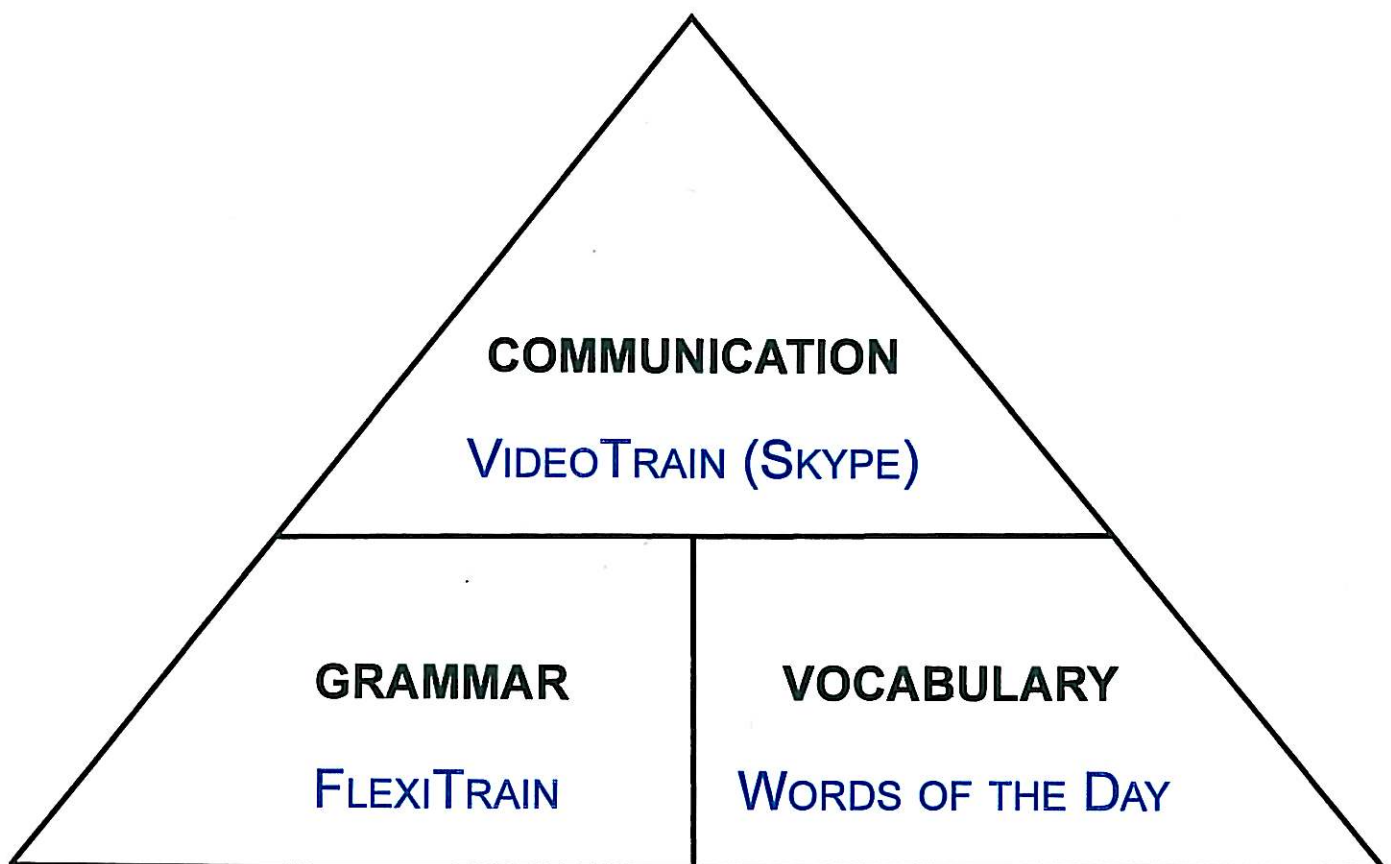 COMMUNICATION
VIDEOTRAIN (SKYPE)
GRAMMAR
VOCABULARY
FLEXITRAIN
WORDS OF THE DAY